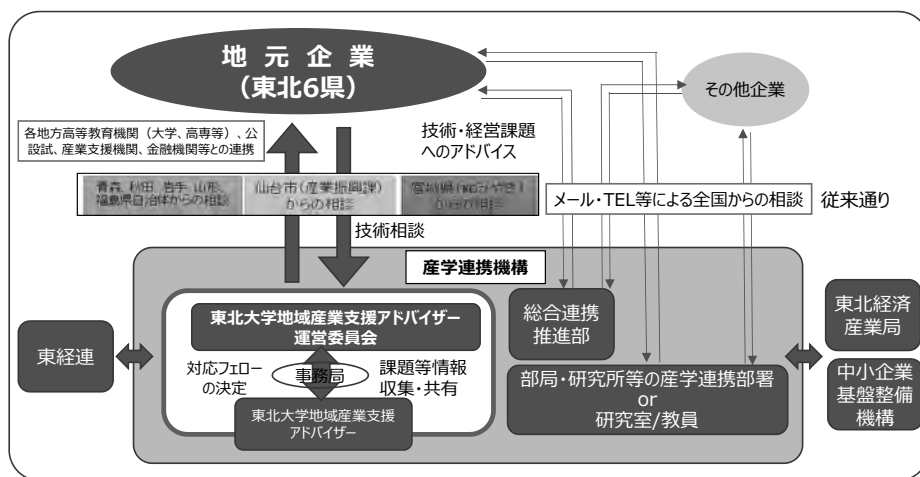 地元企業
（東北6県）
その他企業
各地方高等教育機関（大学、高専等）、公
設試、産業支援機関、金融機関等との連携
技術・経営課題
へのアドバイス
青森、秋田、岩手、山形、
福島県自治体からの相談
仙台市（産業振興課）
からの相談
からの相談
メール・TEL等による全国からの相談
従来通り
技術相談
産学連携機構
東北大学地域産業支援アドバイザー
運営委員会
対応フェロー
の決定
事務局
課題等情報
収集・共有
東北大学地域産業支援
アドバイザー
総合連携
推進部
部局・研究所等の産学連携部署
or
研究室/教員
東経連
東北経済
産業局
中小企業
基盤整備
機構